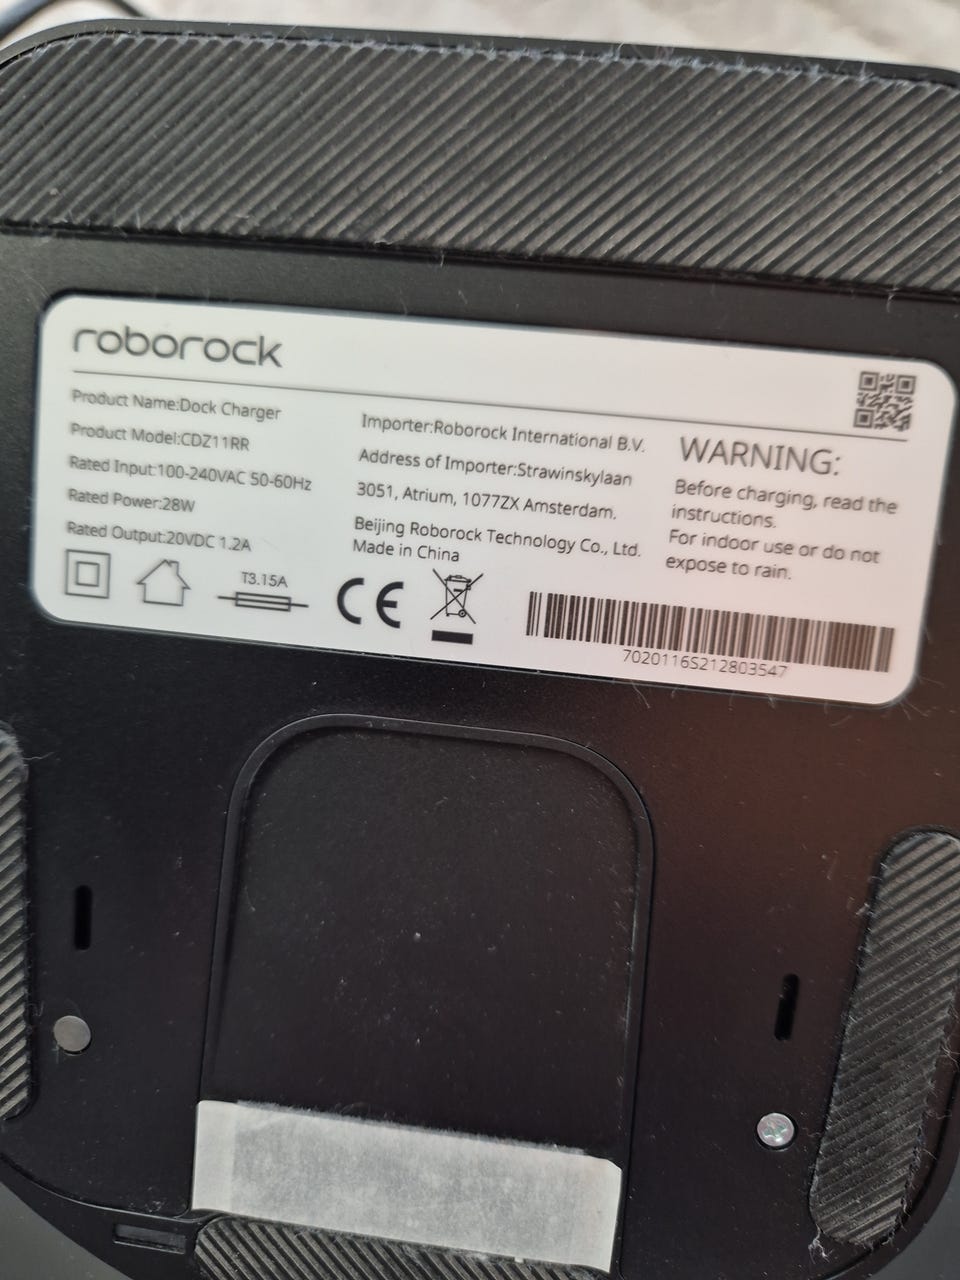 roborock
Product Name:Dock Charger
Product Model:CDZ11RR
Rated Input:100-240VAC 50-60Hz
Rated Power:28W
Rated Output:20VDC 1.2A
T3.15A
Importer:Roborock International B.V.
Address of Importer:Strawinskylaan
3051, Atrium, 1077ZX Amsterdam.
Beijing Roborock Technology Co., Ltd.
Made in China
CE
WARNING:
Before charging, read the
instructions.
For indoor use or do not
expose to rain.
7020116S212803547